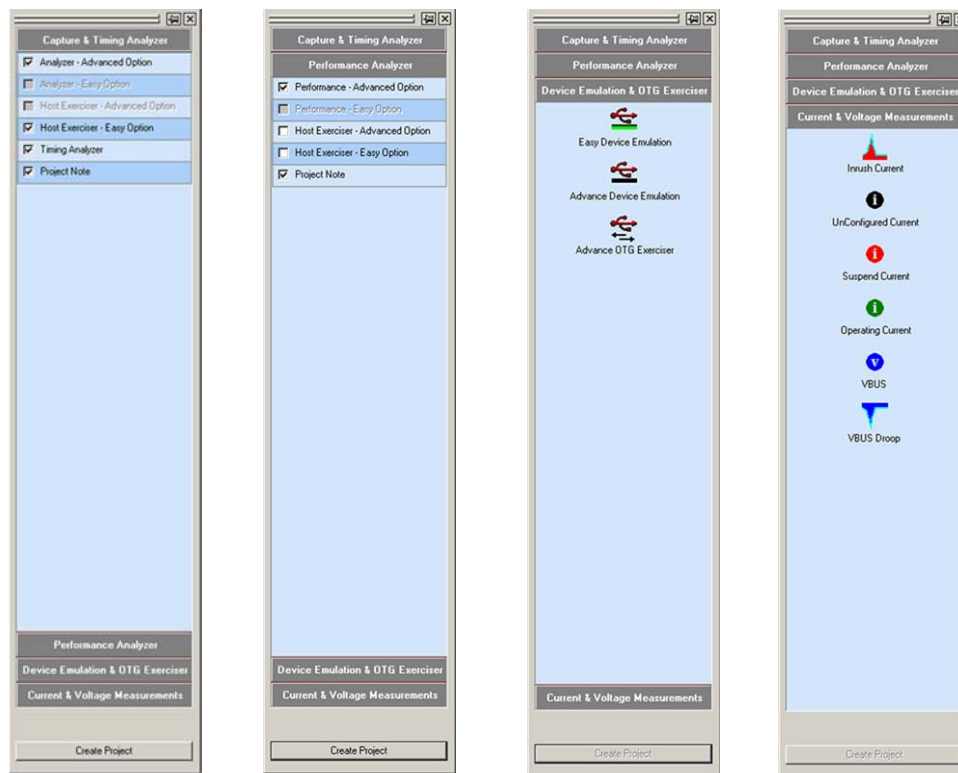 Capture & Timing Analyzer
Analyzer - Advanced Option
Analyzer - Easy Option
Host Exerciser - Advanced Option
Host Exerciser - Easy Option
Timing Analyzer
Project Note
Performance Analyzer
Device Emulation & OTG Exerciser
Current & Voltage Measurements
Create Project
Capture & Timing Analyzer
Performance Analyzer
Performance - Advanced Option
Performance - Easy Option
Host Exerciser - Advanced Option
Host Exerciser - Easy Option
Project Note
Device Emulation & OTG Exerciser
Current & Voltage Measurements
Create Project
Capture & Timing Analyzer
Performance Analyzer
Device Emulation & OTG Exerciser
Easy Device Emulation
Advance Device Emulation
Advance OTG Exerciser
Current & Voltage Measurements
Create Project
Capture & Timing Analyzer
Performance Analyzer
Device Emulation & OTG Exerciser
Current & Voltage Measurements
Inrush Current
i
UnConfigured Current
i
Suspend Current
i
Operating Current
v
VBUS
VBUS Droop
Create Project